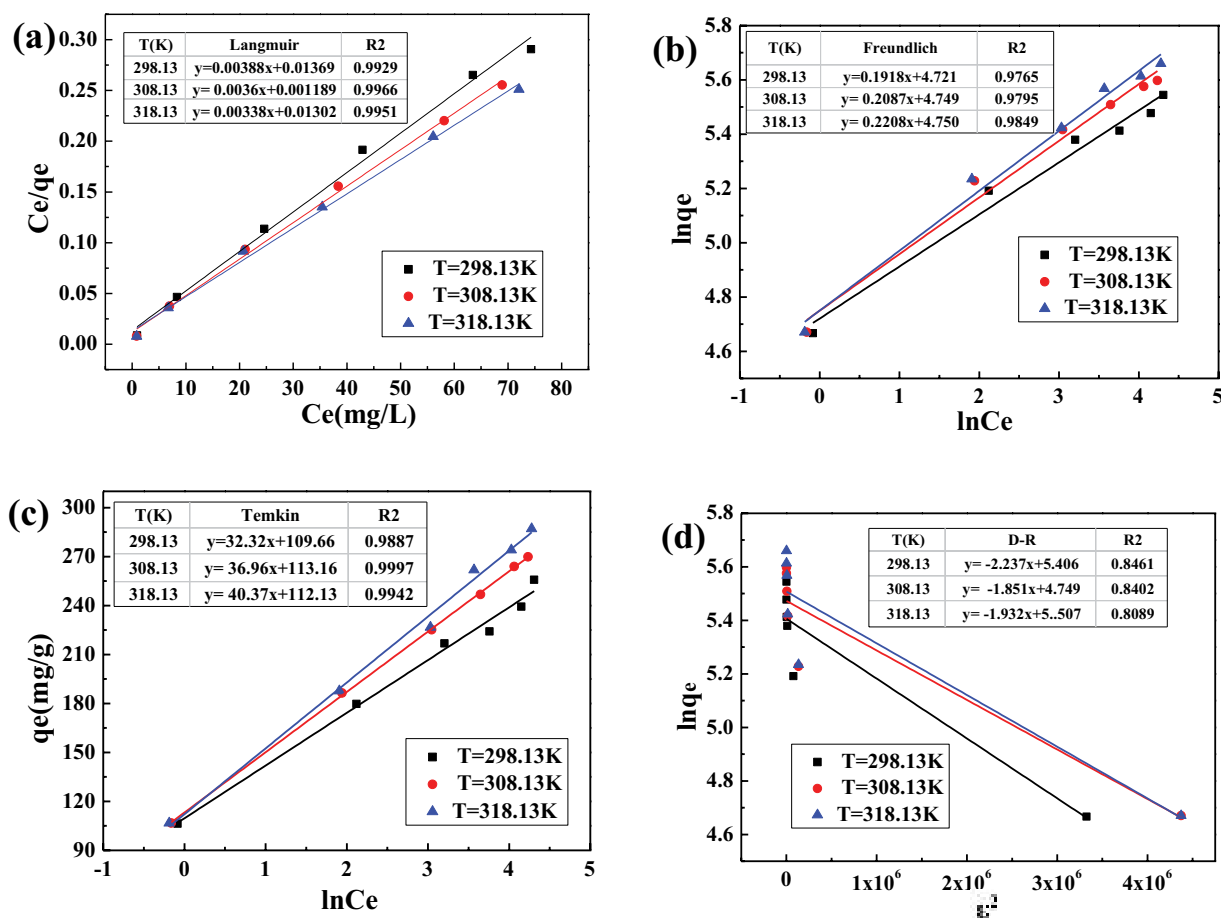 (a)
T(K) Langmuir R2
298.13 y=0.00388x+0.01369 0.9929
308.13 y= 0.0036x+0.001189 0.9966
318.13 y= 0.00338x+0.01302 0.9951
0.30
0.25
0.20
0.15
0.10
0.05
0.00
Ce/qe
T=298.13K
T=308.13K
T=318.13K
0 10 20 30 40 50 60 70 80
Ce(mg/L)
(b)
T(K) Freundlich R2
298.13 y=0.1918x+4.721 0.9765
308.13 y= 0.2087x+4.749 0.9795
318.13 y= 0.2208x+4.750 0.9849
5.8
5.6
5.4
5.2
5.0
4.8
4.6
lnqe
T=298.13K
T=308.13K
T=318.13K
-1 0 1 2 3 4 5
lnCe
(c)
T(K) Temkin R2
298.13 y=32.32x+109.66 0.9887
308.13 y= 36.96x+113.16 0.9997
318.13 y= 40.37x+112.13 0.9942
300
270
240
210
180
150
120
90
qe(mg/g)
T=298.13K
T=308.13K
T=318.13K
-1 0 1 2 3 4 5
lnCe
(d)
T(K) D-R R2
298.13 y= -2.237x+5.406 0.8461
308.13 y= -1.851x+4.749 0.8402
318.13 y= -1.932x+5..507 0.8089
5.8
5.6
5.4
5.2
5.0
4.8
4.6
lnqe
T=298.13K
T=308.13K
T=318.13K
0 1x10⁶ 2x10⁶ 3x10⁶ 4x10⁶